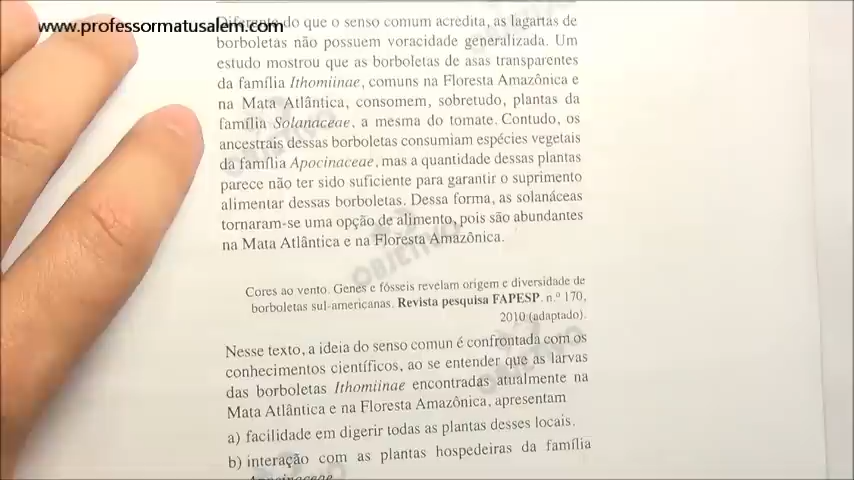 www.professormatusalem.com
Diferente do que o senso comum acredita, as lagartas de
borboletas não possuem voracidade generalizada. Um
estudo mostrou que as borboletas de asas transparentes
da família Ithomiinae, comuns na Floresta Amazônica e
na Mata Atlântica, consomem, sobretudo, plantas da
família Solanaceae, a mesma do tomate. Contudo, os
ancestrais dessas borboletas consumiam espécies vegetais
da família Apocinaceae, mas a quantidade dessas plantas
parece não ter sido suficiente para garantir o suprimento
alimentar dessas borboletas. Dessa forma, as solanáceas
tornaram-se uma opção de alimento, pois são abundantes
na Mata Atlântica e na Floresta Amazônica.
OBJETIVO
Cores ao vento. Genes e fósseis revelam origem e diversidade de
borboletas sul-americanas. Revista pesquisa FAPESP. n.º 170,
2010 (adaptado).
Nesse texto, a ideia do senso comun é confrontada com os
conhecimentos científicos, ao se entender que as larvas
das borboletas Ithomiinae encontradas atualmente na
Mata Atlântica e na Floresta Amazônica, apresentam
a) facilidade em digerir todas as plantas desses locais.
b) interação com as plantas hospedeiras da família
Apocinaceae